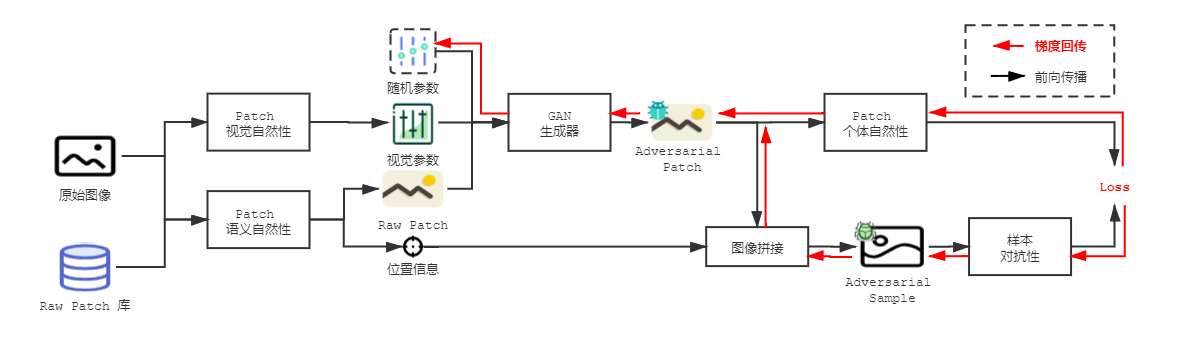 梯度回传
前向传播
随机参数
Patch
视觉自然性
视觉参数
GAN
生成器
Adversarial
Patch
Patch
个体自然性
原始图像
Patch
语义自然性
Raw Patch
位置信息
图像拼接
Adversarial
Sample
样本
对抗性
Loss
Raw Patch 库